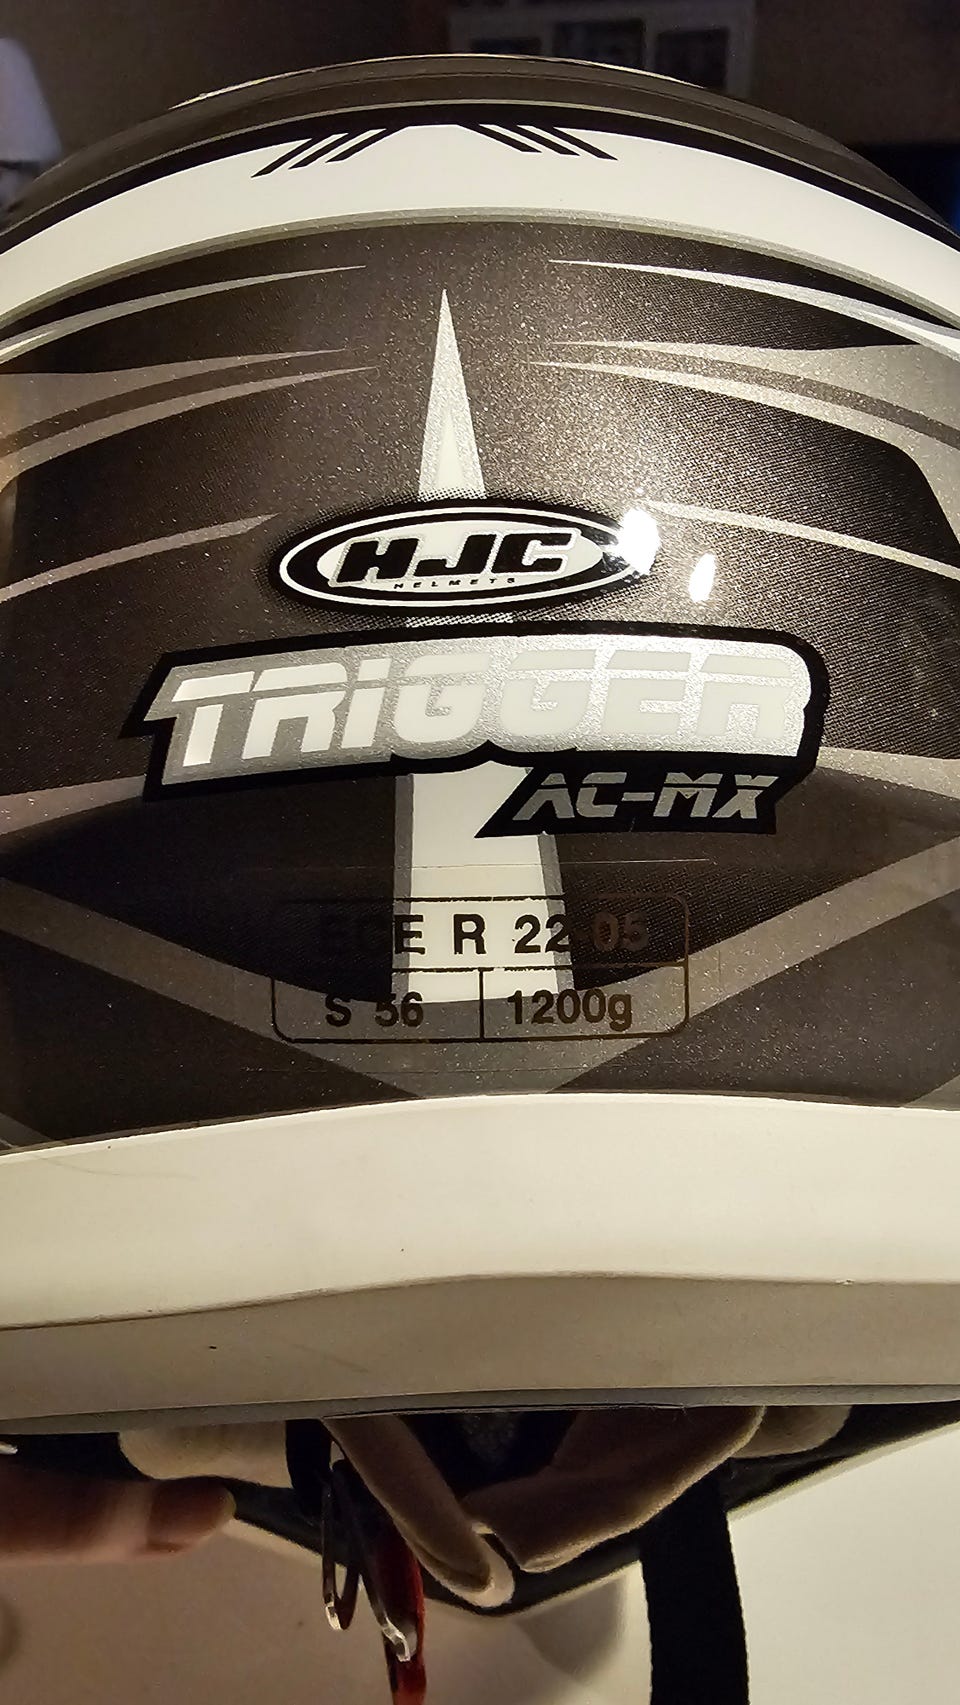 HJC
HELMETS
TRiGGER
AC-MX
ECE R 22-05
S 56 1200g